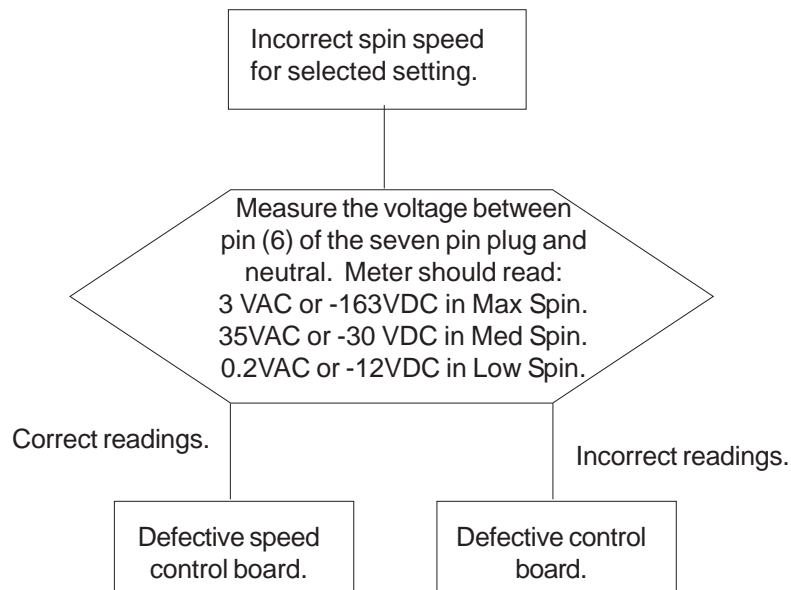 Incorrect spin speed
for selected setting.
Measure the voltage between
pin (6) of the seven pin plug and
neutral. Meter should read:
3 VAC or -163VDC in Max Spin.
35VAC or -30 VDC in Med Spin.
0.2VAC or -12VDC in Low Spin.
Correct readings.
Incorrect readings.
Defective speed
control board.
Defective control
board.